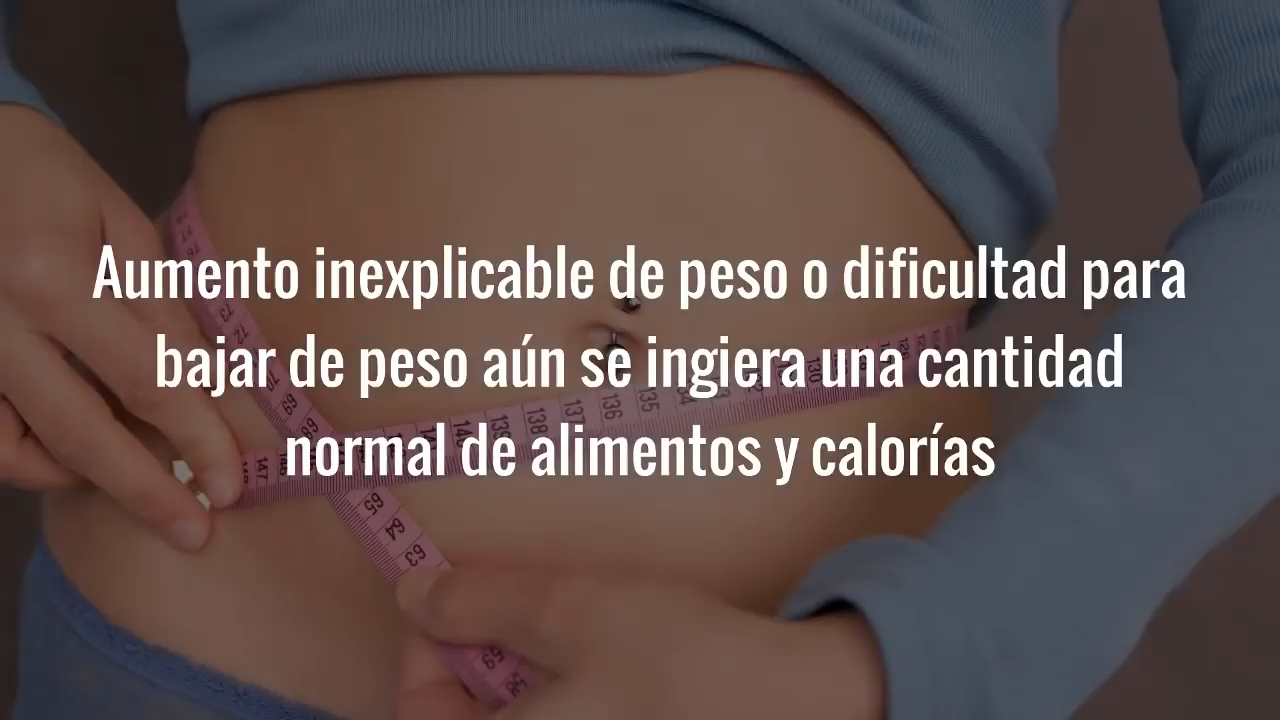 Aumento inexplicable de peso o dificultad para
bajar de peso aún se ingiera una cantidad
normal de alimentos y calorías